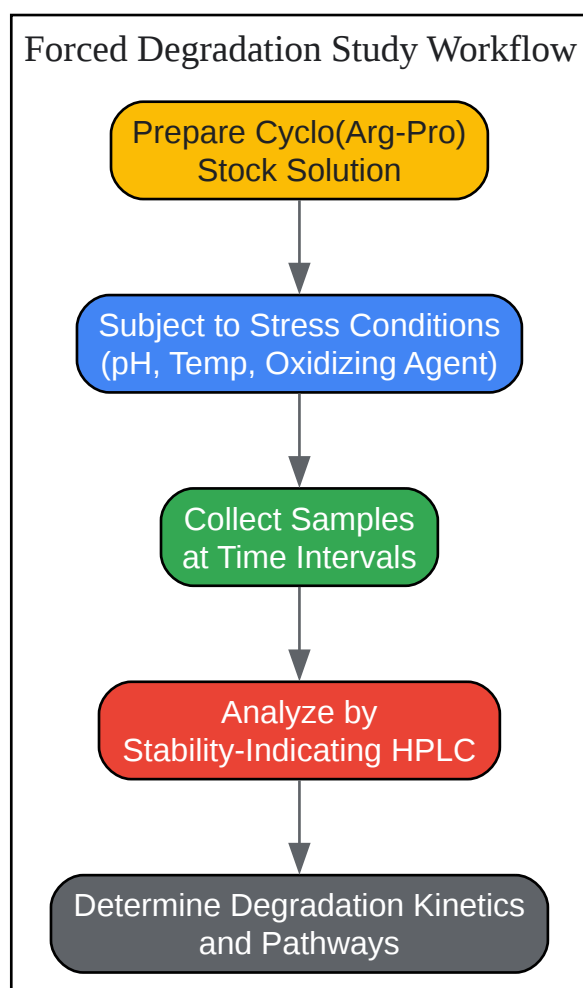 Forced Degradation Study Workflow
Prepare Cyclo(Arg-Pro)
Stock Solution
Subject to Stress Conditions
(pH, Temp, Oxidizing Agent)
Collect Samples
at Time Intervals
Analyze by
Stability-Indicating HPLC
Determine Degradation Kinetics
and Pathways